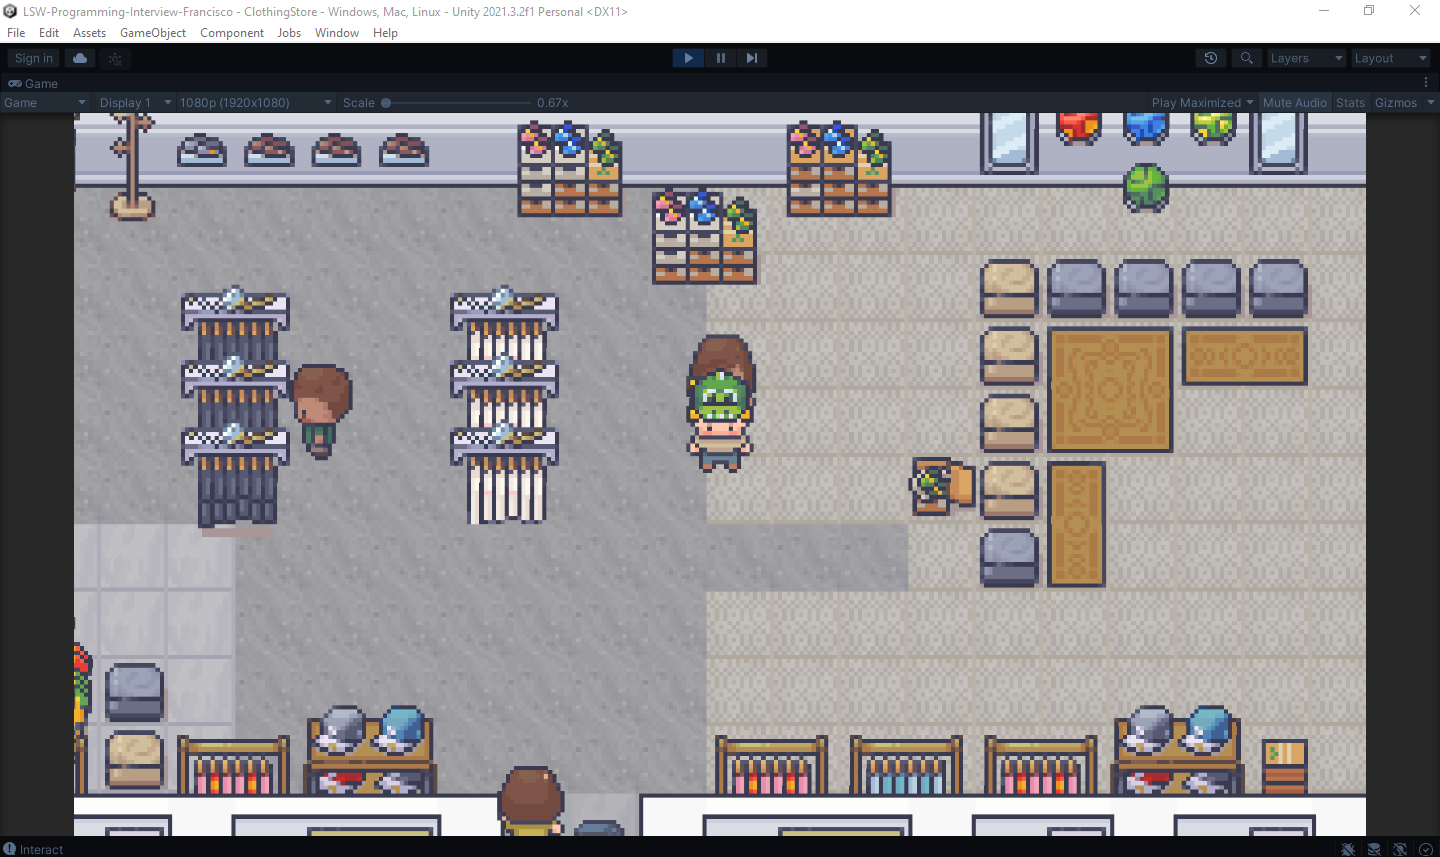 LSW-Programming-Interview-Francisco - ClothingStore - Windows, Mac, Linux - Unity 2021.3.2f1 Personal <DX11>
File Edit Assets GameObject Component Jobs Window Help
Sign in Layers Layout
Game
Game Display 1 1080p (1920x1080) Scale 0.67x Play Maximized Mute Audio Stats Gizmos
Interact